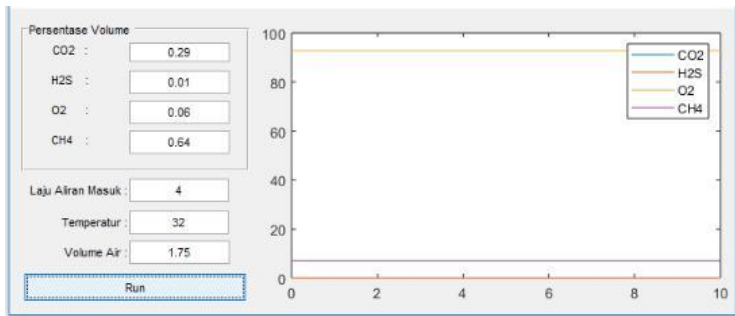 Persentase Volume
CO2 : 0.29
H2S : 0.01
O2 : 0.06
CH4 : 0.64
Laju Aliran Masuk : 4
Temperatur : 32
Volume Air : 1.75
Run
100
80
60
40
20
0
0 2 4 6 8 10
CO2
H2S
O2
CH4